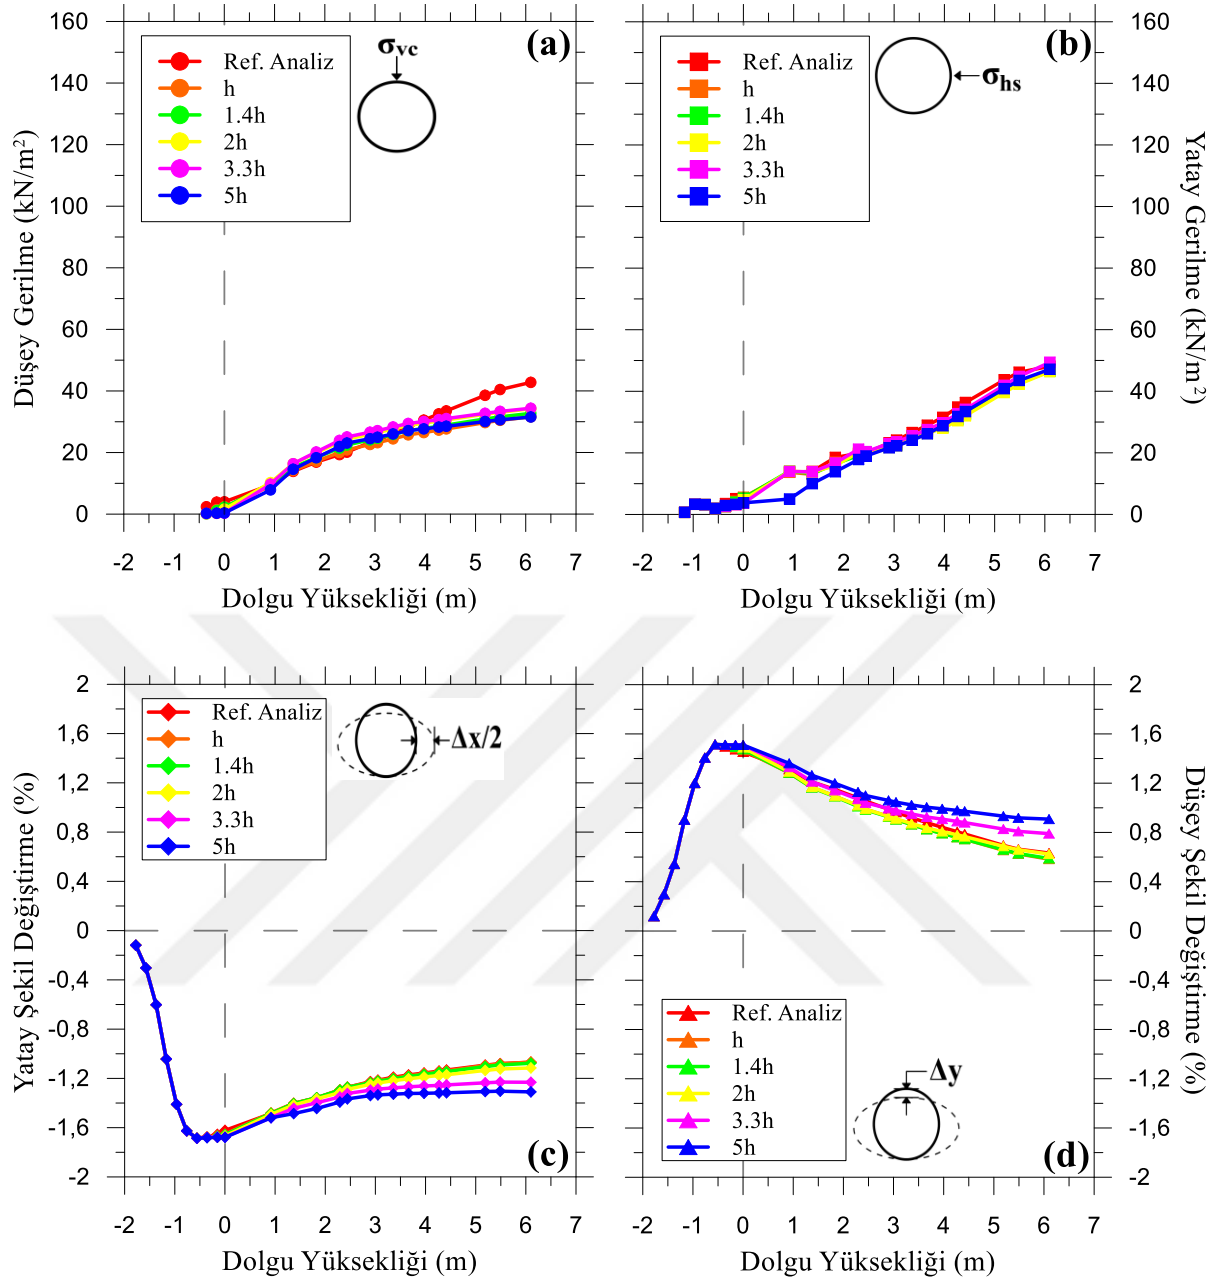 (a)
σvc
Ref. Analiz
h
1.4h
2h
3.3h
5h
Düşey Gerilme (kN/m²)
160
140
120
100
80
60
40
20
0
-2 -1 0 1 2 3 4 5 6 7
Dolgu Yüksekliği (m)
(b)
σhs
Ref. Analiz
h
1.4h
2h
3.3h
5h
Yatay Gerilme (kN/m²)
160
140
120
100
80
60
40
20
0
-2 -1 0 1 2 3 4 5 6 7
Dolgu Yüksekliği (m)
Ref. Analiz
h
1.4h
2h
3.3h
5h
Δx/2
Yatay Şekil Değiştirme (%)
2
1,6
1,2
0,8
0,4
0
-0,4
-0,8
-1,2
-1,6
-2
(c)
-2 -1 0 1 2 3 4 5 6 7
Dolgu Yüksekliği (m)
Düşey Şekil Değiştirme (%)
2
1,6
1,2
0,8
0,4
0
-0,4
-0,8
-1,2
-1,6
-2
Ref. Analiz
h
1.4h
2h
3.3h
5h
Δy
(d)
-2 -1 0 1 2 3 4 5 6 7
Dolgu Yüksekliği (m)